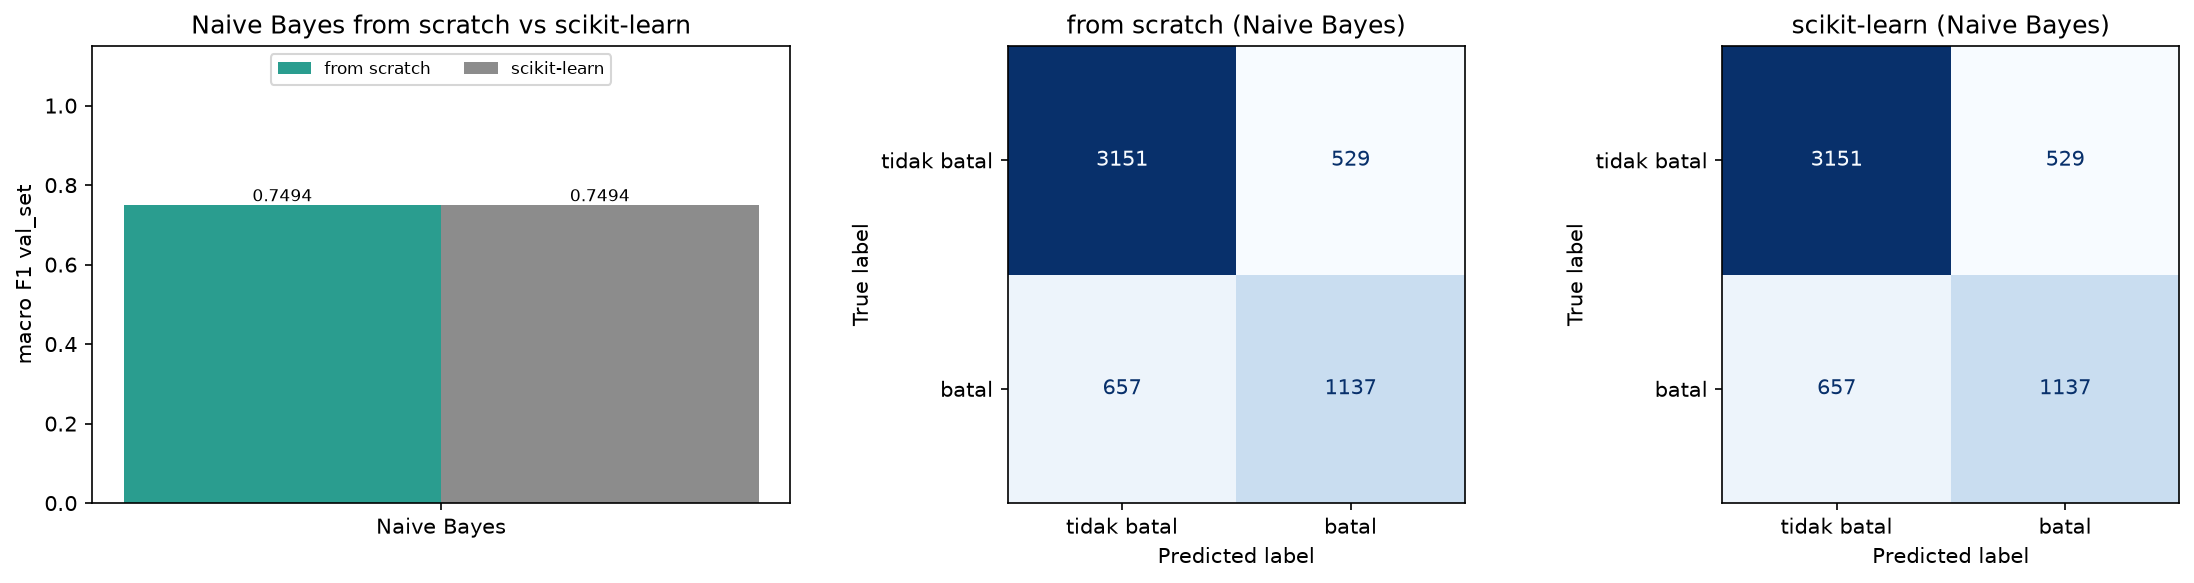 Naive Bayes from scratch vs scikit-learn
from scratch scikit-learn
macro F1 val_set
1.0
0.8
0.6
0.4
0.2
0.0
0.7494 0.7494
Naive Bayes
from scratch (Naive Bayes)
True label
tidak batal
batal
3151 529
657 1137
tidak batal batal
Predicted label
scikit-learn (Naive Bayes)
True label
tidak batal
batal
3151 529
657 1137
tidak batal batal
Predicted label